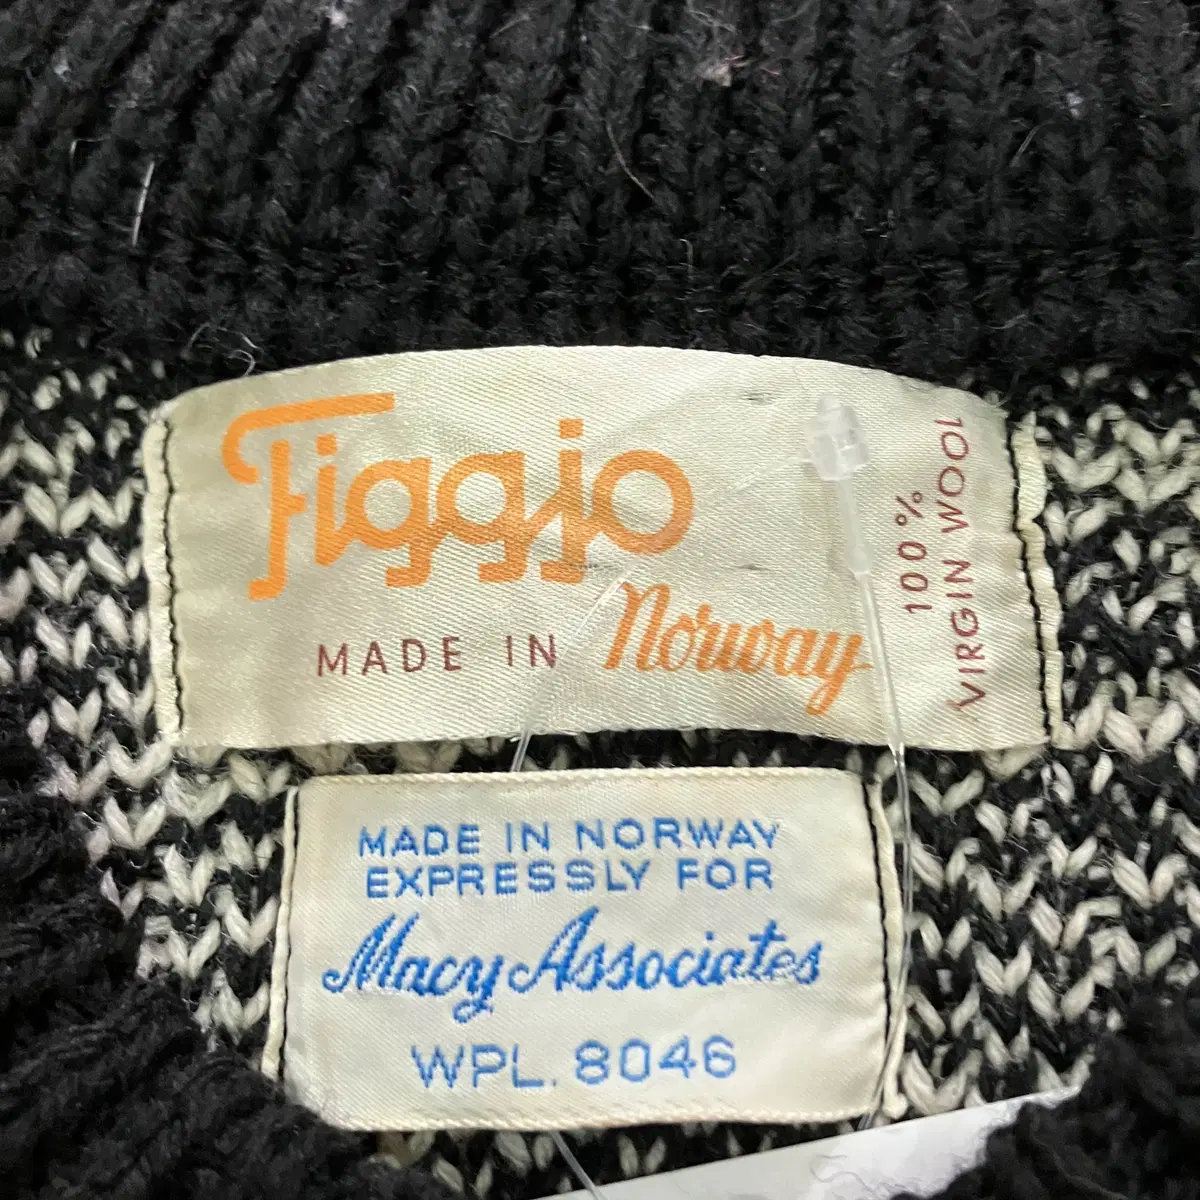 Figgjo
MADE IN Norway
100%
VIRGIN WOOL
MADE IN NORWAY
EXPRESSLY FOR
Macy Associates
WPL. 8046